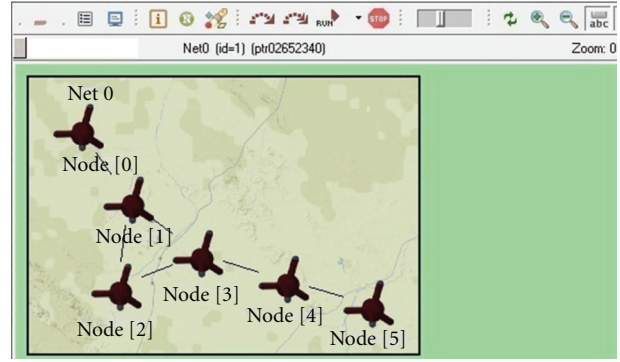 RUN
STOP
abc
Net0 (id=1) (ptr02652340)
Zoom: 0
Net 0
Node [0]
Node [1]
Node [2]
Node [3]
Node [4]
Node [5]